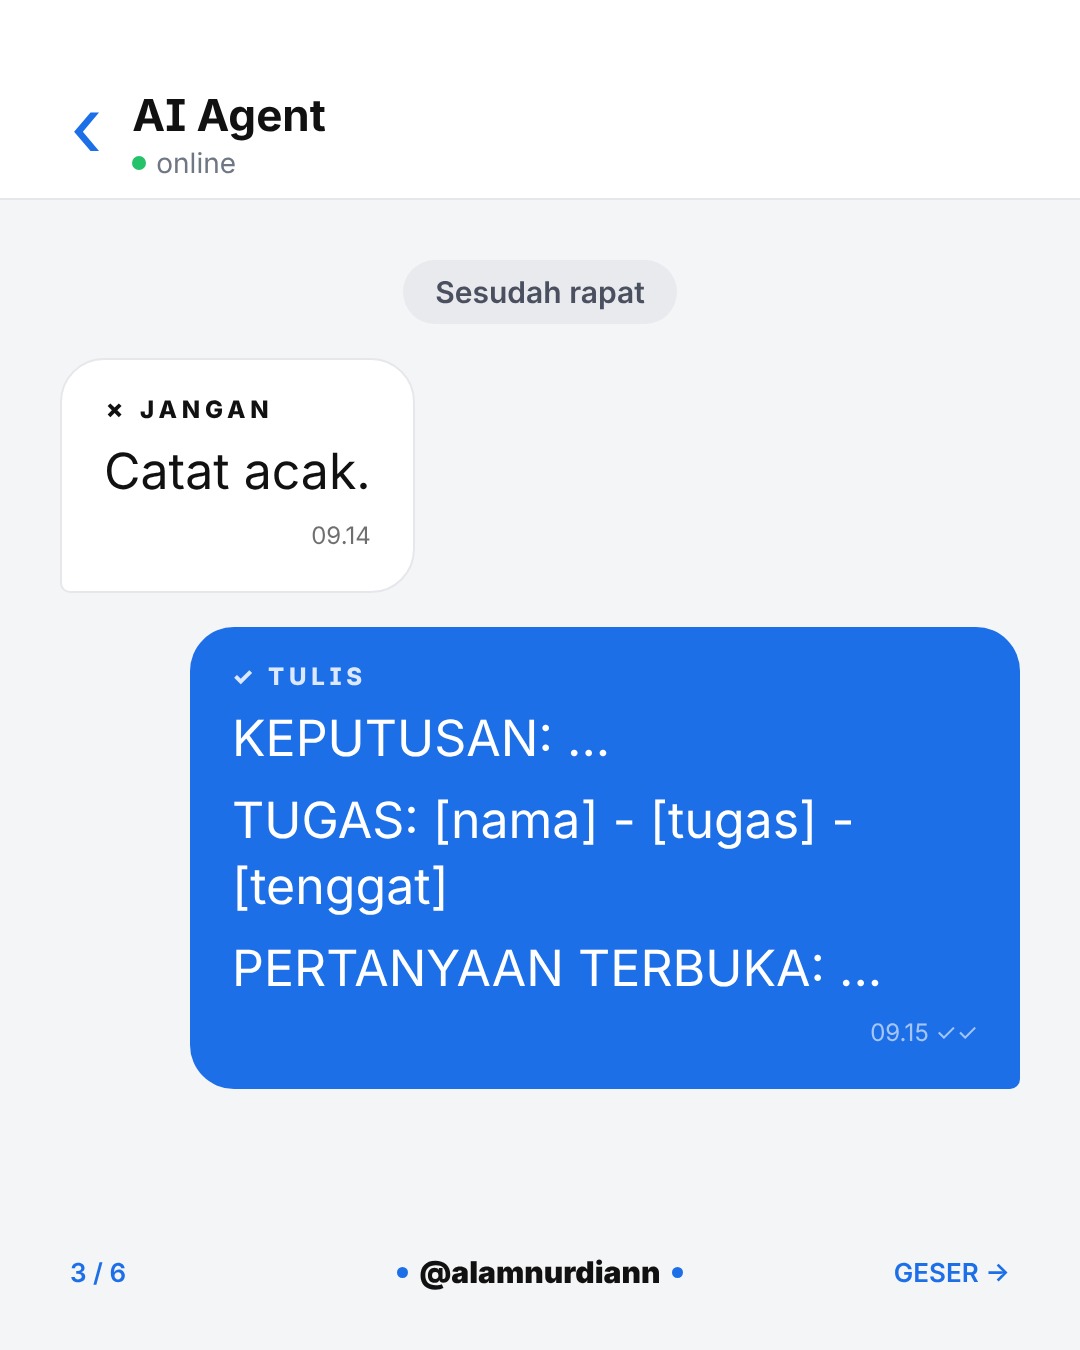 AI Agent
online
Sesudah rapat
× JANGAN
Catat acak.
09.14
✓ TULIS
KEPUTUSAN: ...
TUGAS: [nama] - [tugas] -
[tenggat]
PERTANYAAN TERBUKA: ...
09.15 ✓✓
3 / 6
• @alamnurdiann •
GESER →